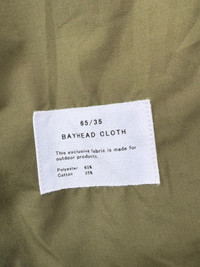 65/35
BAYHEAD CLOTH
This exclusive fabric is made for
outdoor products.
Polyester 65%
Cotton 35%